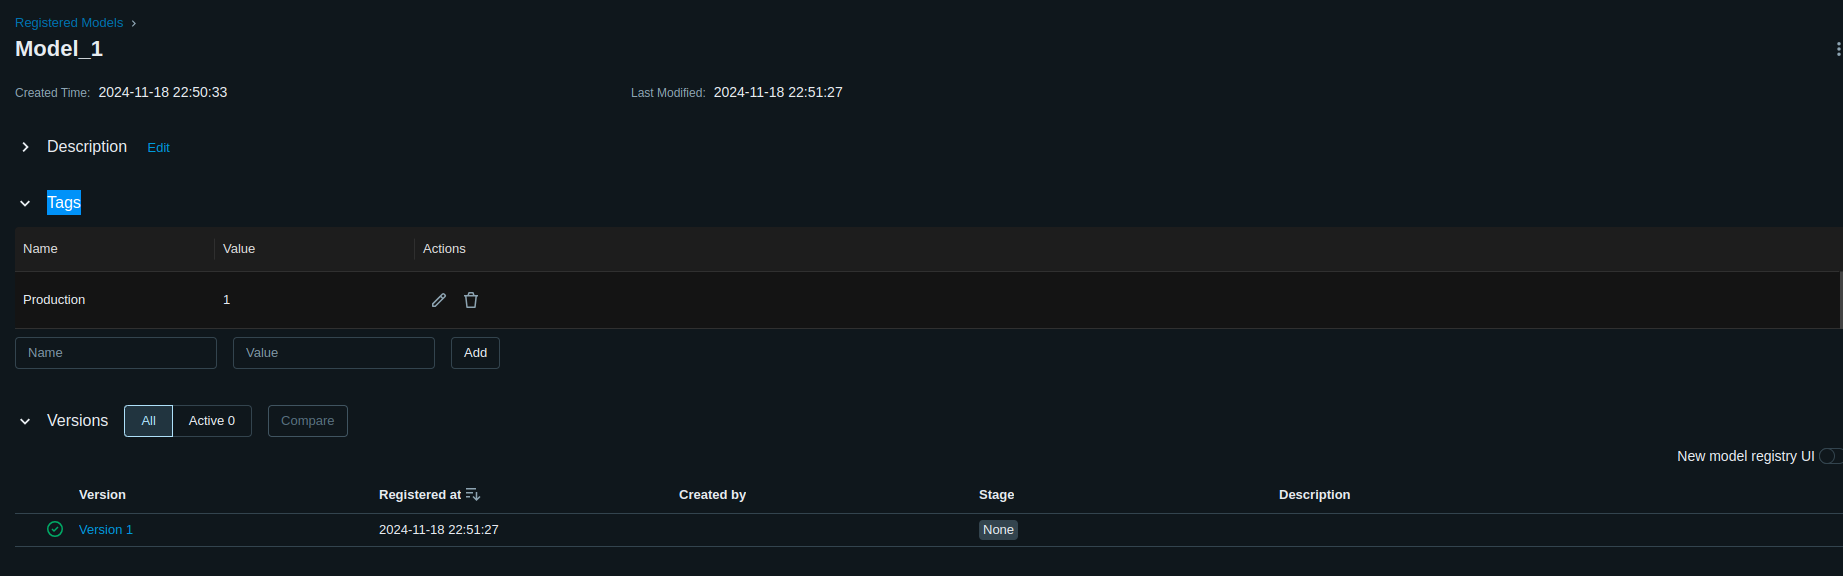 Registered Models
Model_1
Created Time: 2024-11-18 22:50:33 Last Modified: 2024-11-18 22:51:27
Description Edit
Tags
Name Value Actions
Production 1
Name Value Add
Versions All Active 0 Compare
New model registry UI
Version Registered at Created by Stage Description
Version 1 2024-11-18 22:51:27 None